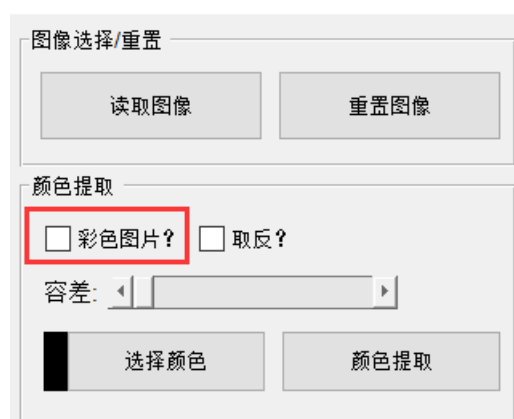 图像选择/重置
读取图像 重置图像
颜色提取
彩色图片? 取反?
容差:
选择颜色 颜色提取